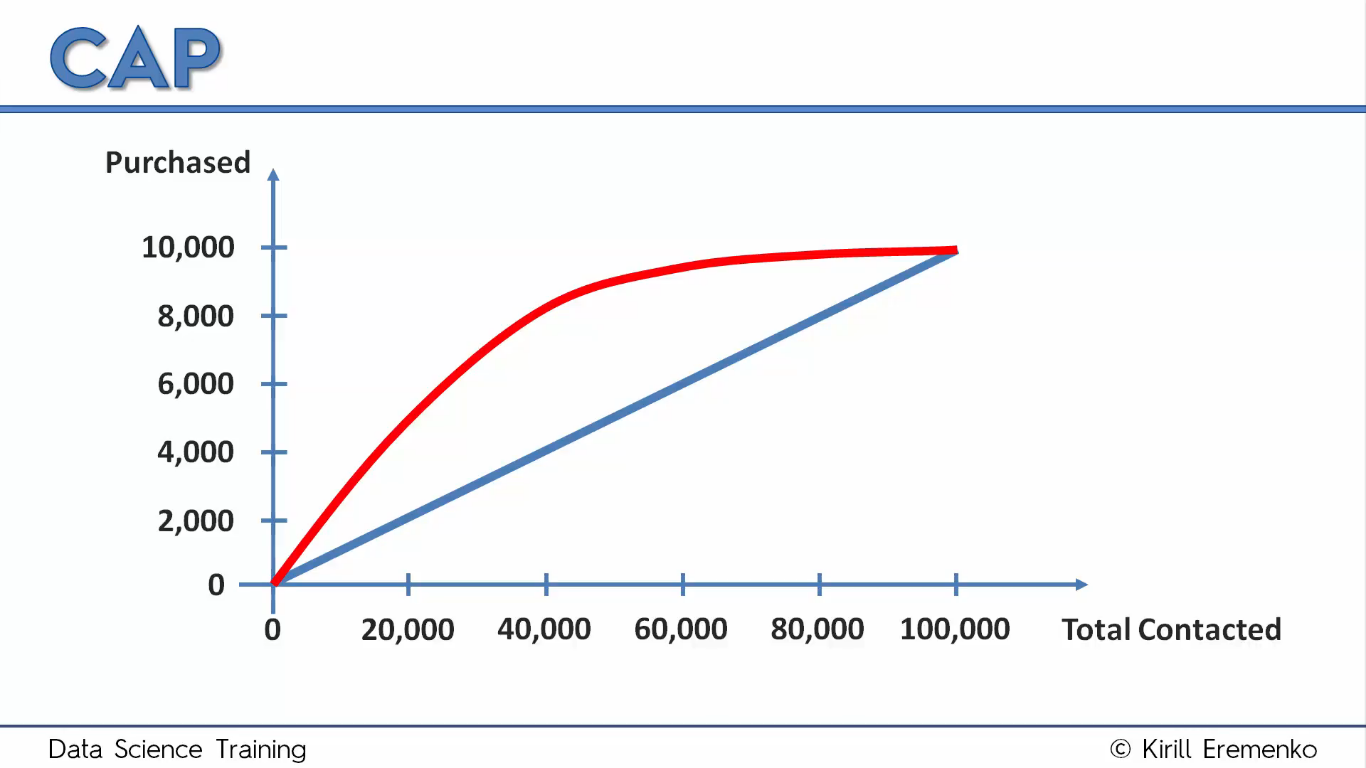 CAP
Purchased
10,000
8,000
6,000
4,000
2,000
0
0 20,000 40,000 60,000 80,000 100,000 Total Contacted
Data Science Training © Kirill Eremenko